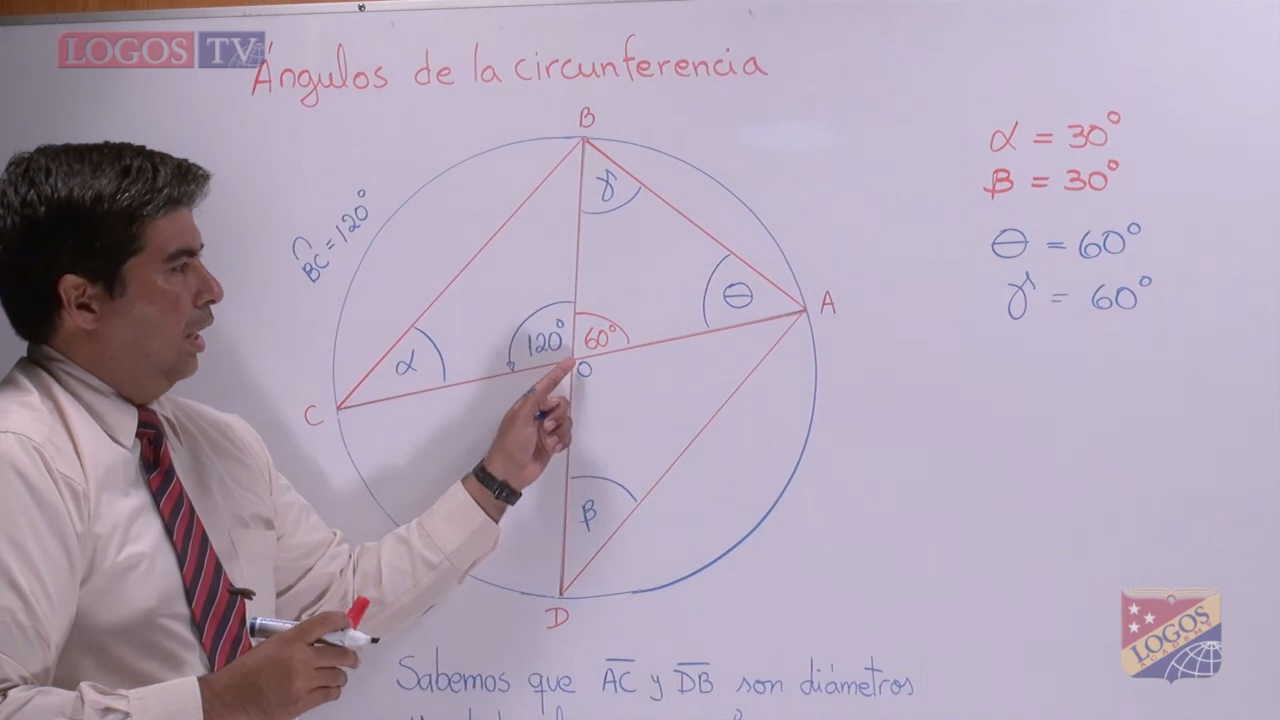 LOGOS TV
Ángulos de la circunferencia
B
α = 30°
β = 30°
θ = 60°
γ = 60°
BC = 120°
γ
θ
A
120°
60°
O
α
C
β
D
LOGOS
ACADEMY
Sabemos que AC y DB son diámetros